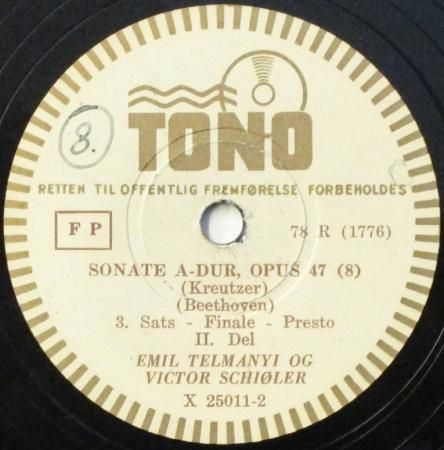 8.
TONO
RETTEN TIL OFFENTLIG FREMFØRELSE FORBEHOLDES
F P
78 R (1776)
SONATE A-DUR, OPUS 47 (8)
(Kreutzer)
(Beethoven)
3. Sats - Finale - Presto
II. Del
EMIL TELMANYI OG
VICTOR SCHIØLER
X 25011-2